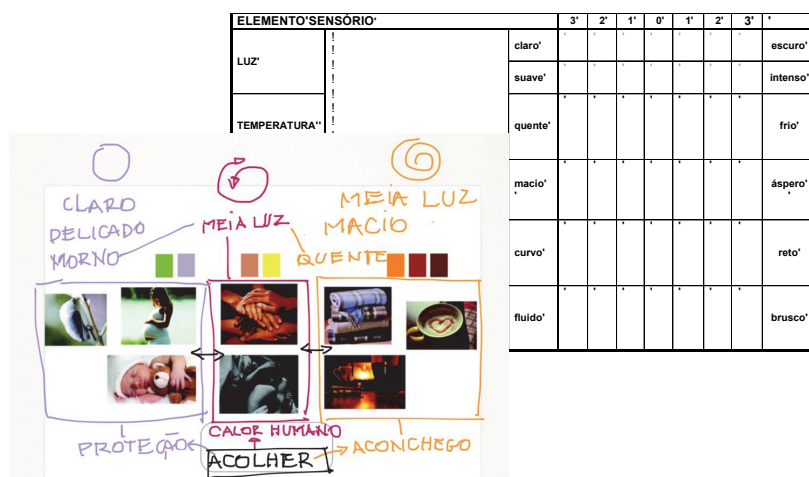 ELEMENTO'SENSÓRIO' 3' 2' 1' 0' 1' 2' 3' '
LUZ'
claro' escuro'
suave' intenso'
TEMPERATURA''
quente' frio'
macio' áspero'
curvo' reto'
fluido' brusco'
CLARO
DELICADO
MORNO
MEIA LUZ
MEIA LUZ
MACIO
QUENTE
PROTEÇÃO
CALOR HUMANO
ACOLHER
ACONCHEGO